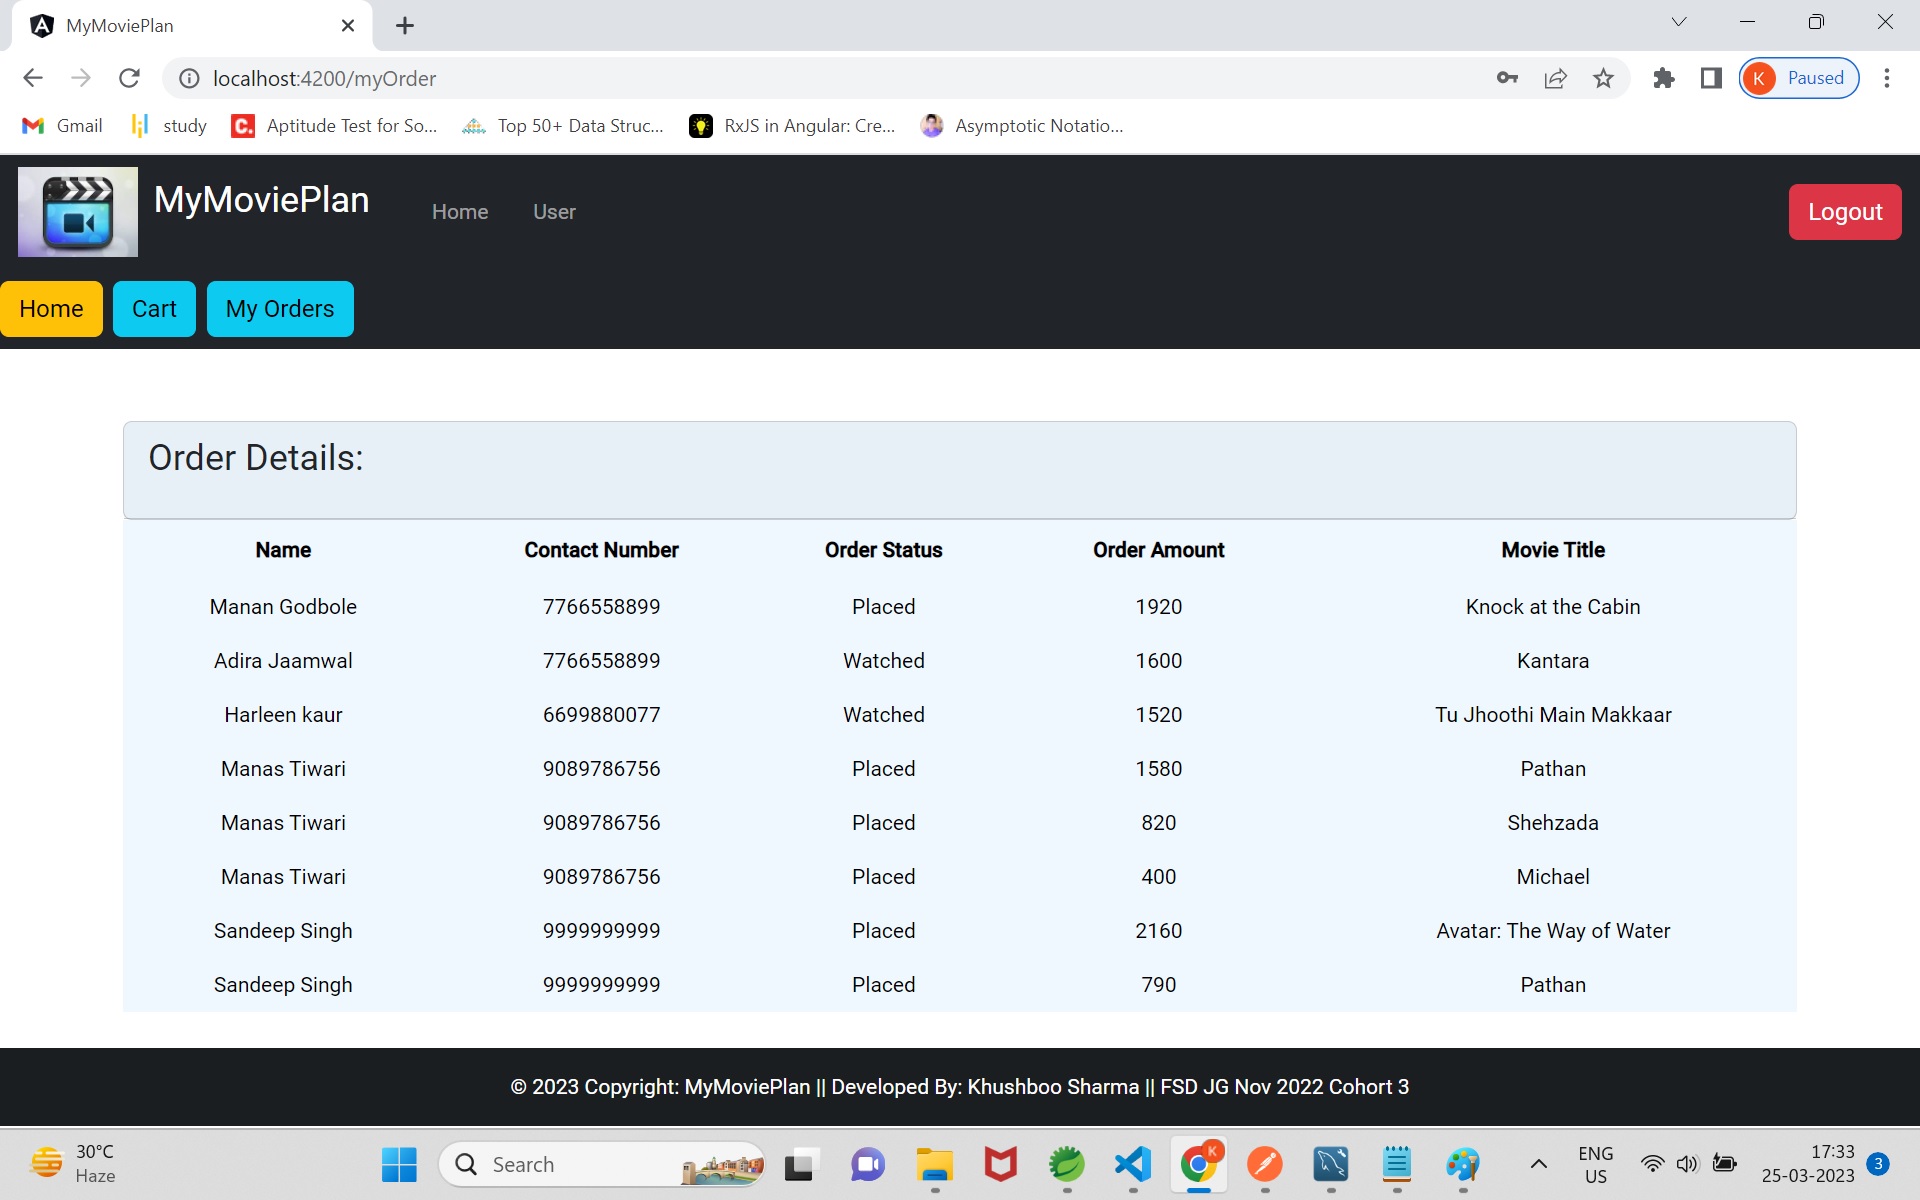 MyMoviePlan
localhost:4200/myOrder
K Paused
Gmail study C. Aptitude Test for So... Top 50+ Data Struc... RxJS in Angular: Cre... Asymptotic Notatio...
MyMoviePlan Home User Logout
Home Cart My Orders
Order Details:
Name Contact Number Order Status Order Amount Movie Title
Manan Godbole 7766558899 Placed 1920 Knock at the Cabin
Adira Jaamwal 7766558899 Watched 1600 Kantara
Harleen kaur 6699880077 Watched 1520 Tu Jhoothi Main Makkaar
Manas Tiwari 9089786756 Placed 1580 Pathan
Manas Tiwari 9089786756 Placed 820 Shehzada
Manas Tiwari 9089786756 Placed 400 Michael
Sandeep Singh 9999999999 Placed 2160 Avatar: The Way of Water
Sandeep Singh 9999999999 Placed 790 Pathan
© 2023 Copyright: MyMoviePlan || Developed By: Khushboo Sharma || FSD JG Nov 2022 Cohort 3
30°C
Haze
Search
K
ENG
US
17:33
25-03-2023
3